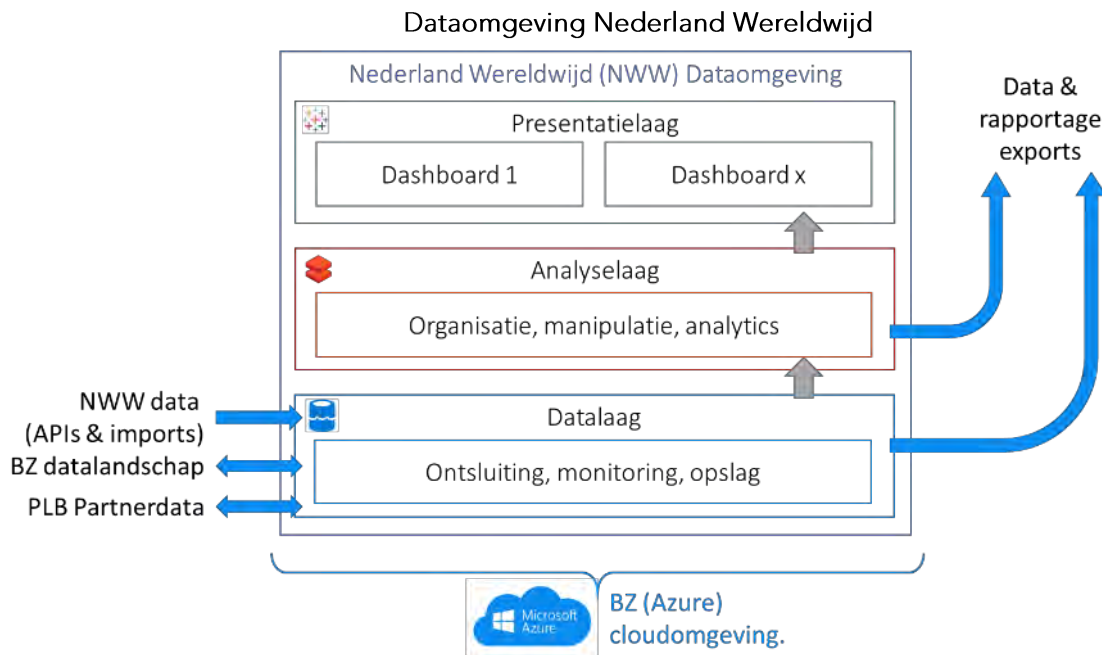 Dataomgeving Nederland Wereldwijd
Nederland Wereldwijd (NWW) Dataomgeving
Presentatielaag
Dashboard 1
Dashboard x
Data &
rapportage
exports
Analyselaag
Organisatie, manipulatie, analytics
NWW data
(APIs & imports)
BZ datalandschap
PLB Partnerdata
Datalaag
Ontsluiting, monitoring, opslag
Microsoft
Azure
BZ (Azure)
cloudomgeving.